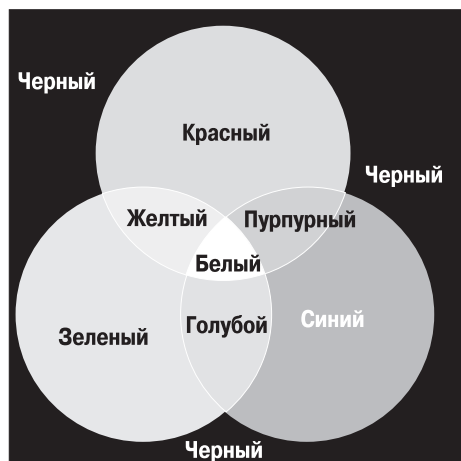 Черный
Красный
Черный
Желтый
Пурпурный
Белый
Зеленый
Голубой
Синий
Черный